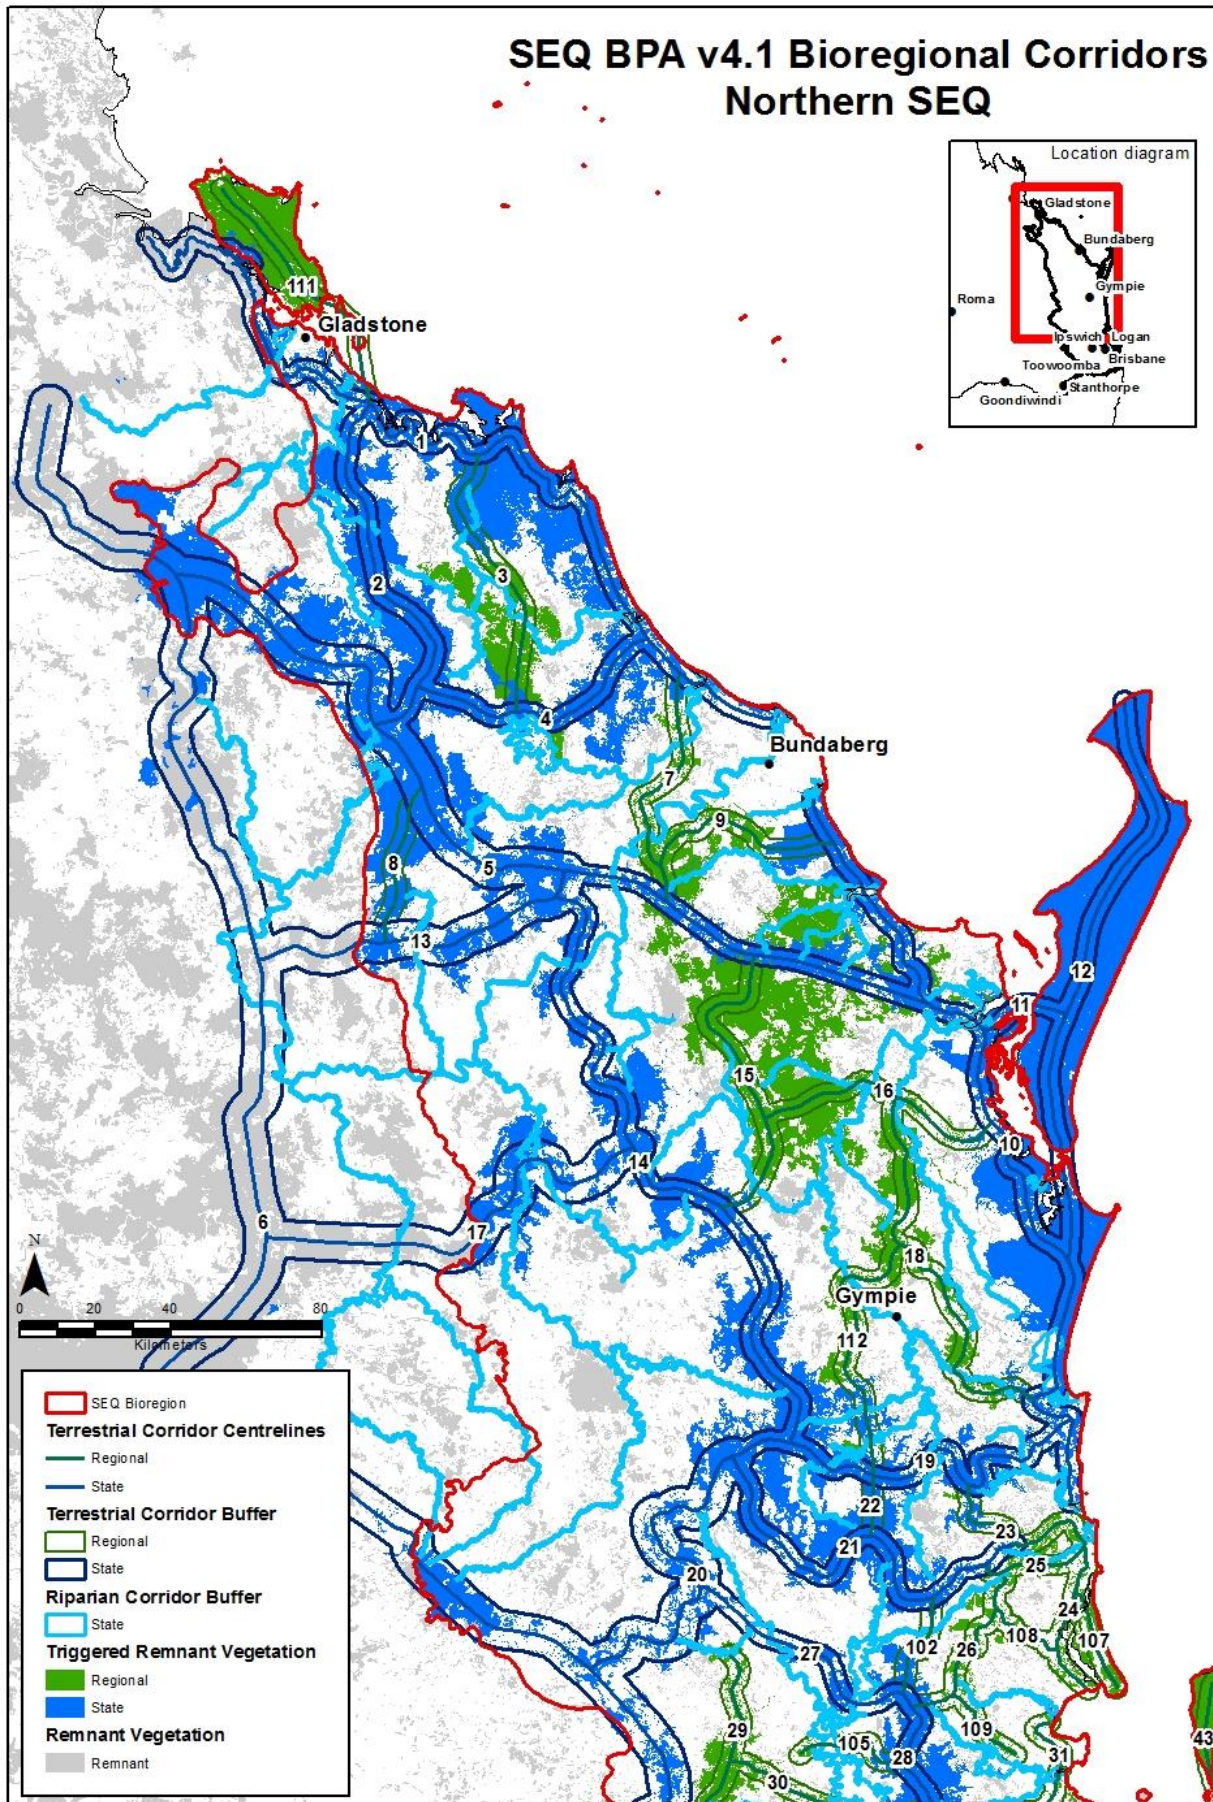 SEQ BPA v4.1 Bioregional Corridors
Northern SEQ
Location diagram
Gladstone
Bundaberg
Gympie
Roma
Ipswich
Logan
Brisbane
Toowoomba
Stanthorpe
Goondiwindi
111
Gladstone
1
2
3
4
Bundaberg
7
9
8
5
13
12
11
15
16
10
14
17
6
18
Gympie
112
19
22
21
23
25
20
24
102
26
108
107
27
29
109
105
28
31
43
30
N
0 20 40 80
Kilometers
SEQ Bioregion
Terrestrial Corridor Centrelines
Regional
State
Terrestrial Corridor Buffer
Regional
State
Riparian Corridor Buffer
State
Triggered Remnant Vegetation
Regional
State
Remnant Vegetation
Remnant